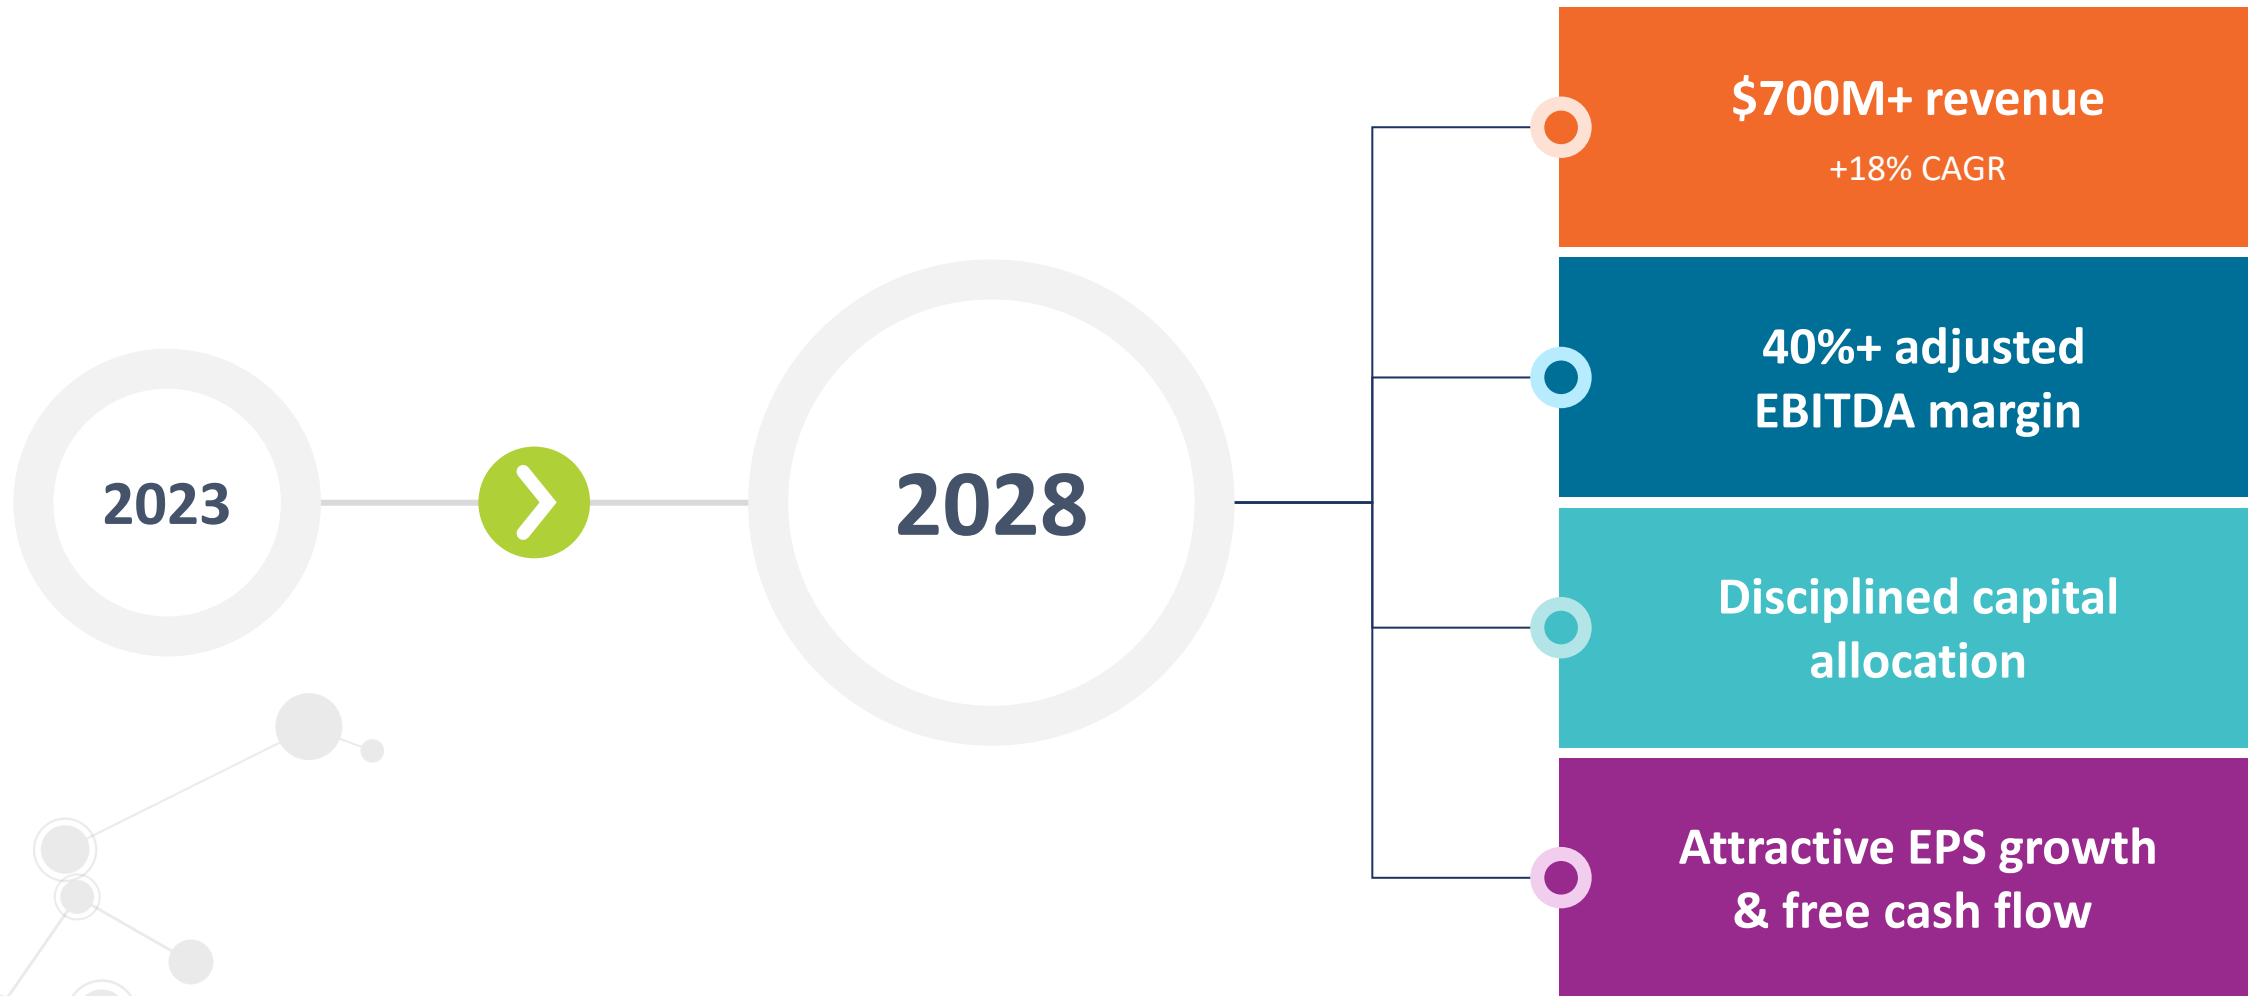 2023
2028
$700M+ revenue
+18% CAGR
40%+ adjusted
EBITDA margin
Disciplined capital
allocation
Attractive EPS growth
& free cash flow